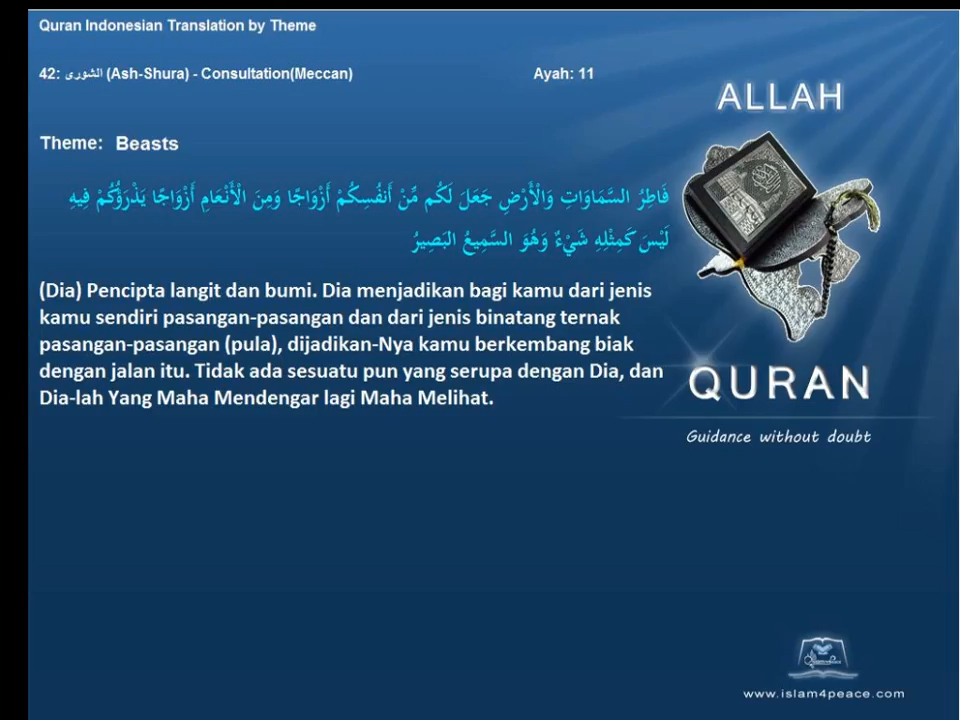 Quran Indonesian Translation by Theme
42: الشورى (Ash-Shura) - Consultation(Meccan) Ayah: 11
ALLAH
Theme: Beasts
فَاطِرُ السَّمَاوَاتِ وَالْأَرْضِ جَعَلَ لَكُم مِّنْ أَنفُسِكُمْ أَزْوَاجًا وَمِنَ الْأَنْعَامِ أَزْوَاجًا يَذْرَؤُكُمْ فِيهِ
لَيْسَ كَمِثْلِهِ شَيْءٌ وَهُوَ السَّمِيعُ البَصِيرُ
(Dia) Pencipta langit dan bumi. Dia menjadikan bagi kamu dari jenis
kamu sendiri pasangan-pasangan dan dari jenis binatang ternak
pasangan-pasangan (pula), dijadikan-Nya kamu berkembang biak
dengan jalan itu. Tidak ada sesuatu pun yang serupa dengan Dia, dan
Dia-lah Yang Maha Mendengar lagi Maha Melihat.
QURAN
Guidance without doubt
www.islam4peace.com